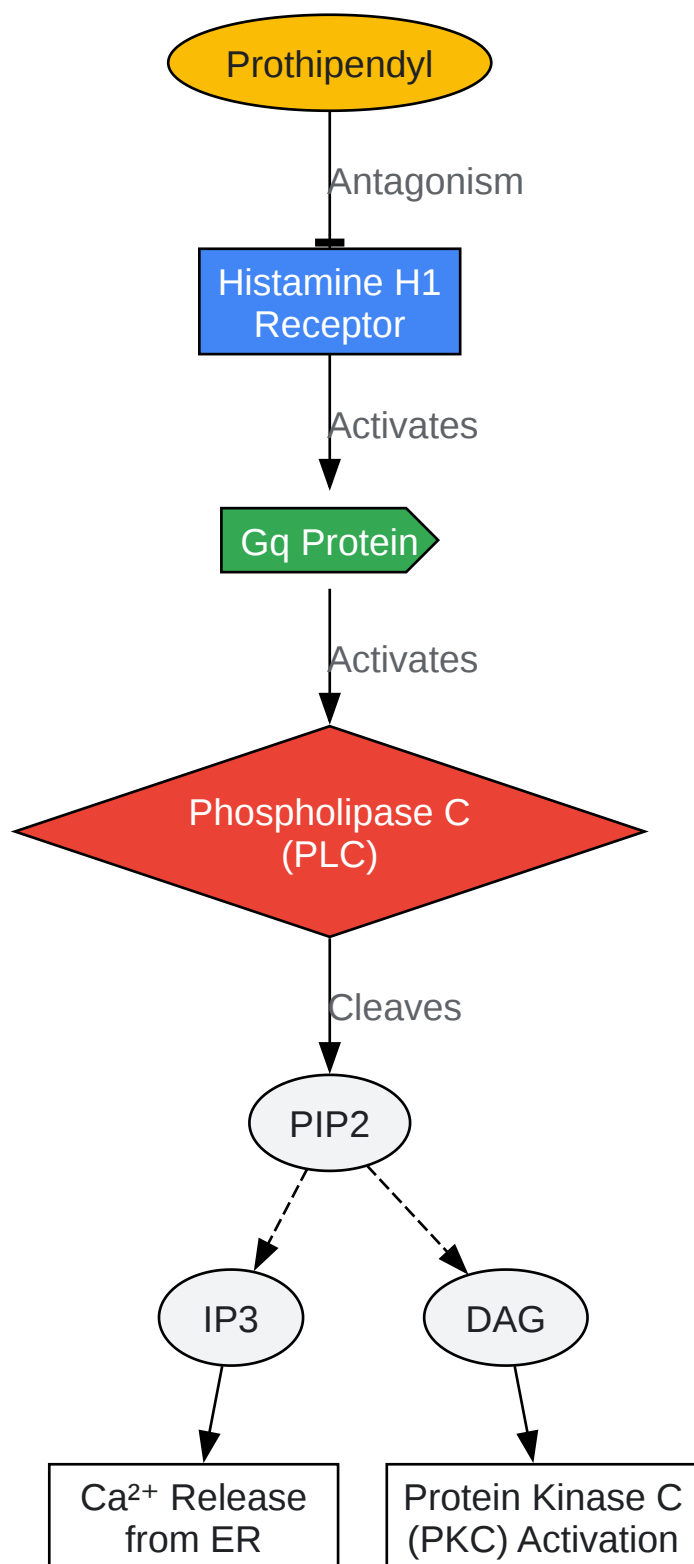 Prothipendyl
Antagonism
Histamine H1
Receptor
Activates
Gq Protein
Activates
Phospholipase C
(PLC)
Cleaves
PIP2
IP3
DAG
Ca²⁺ Release
from ER
Protein Kinase C
(PKC) Activation